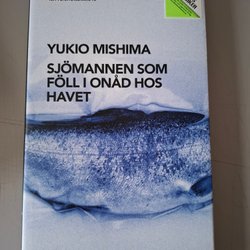 YUKIO MISHIMA
SJÖMANNEN SOM
FÖLL I ONÅD HOS
HAVET